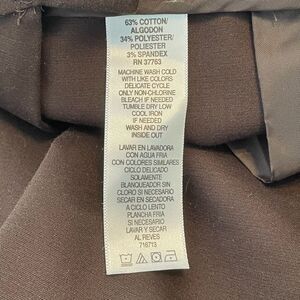 63% COTTON/
ALGODON
34% POLYESTER/
POLIESTER
3% SPANDEX
RN 37763
MACHINE WASH COLD
WITH LIKE COLORS
DELICATE CYCLE
ONLY NON-CHLORINE
BLEACH IF NEEDED
TUMBLE DRY LOW
COOL IRON
IF NEEDED
WASH AND DRY
INSIDE OUT
LAVAR EN LAVADORA
CON AGUA FRIA
CON COLORES SIMILARES
CICLO DELICADO
SOLAMENTE
BLANQUEADOR SIN
CLORO SI NECESARIO
SECAR EN SECADORA
A CICLO LENTO
PLANCHA FRIA
SI NECESARIO
LAVAR Y SECAR
AL REVES
716713